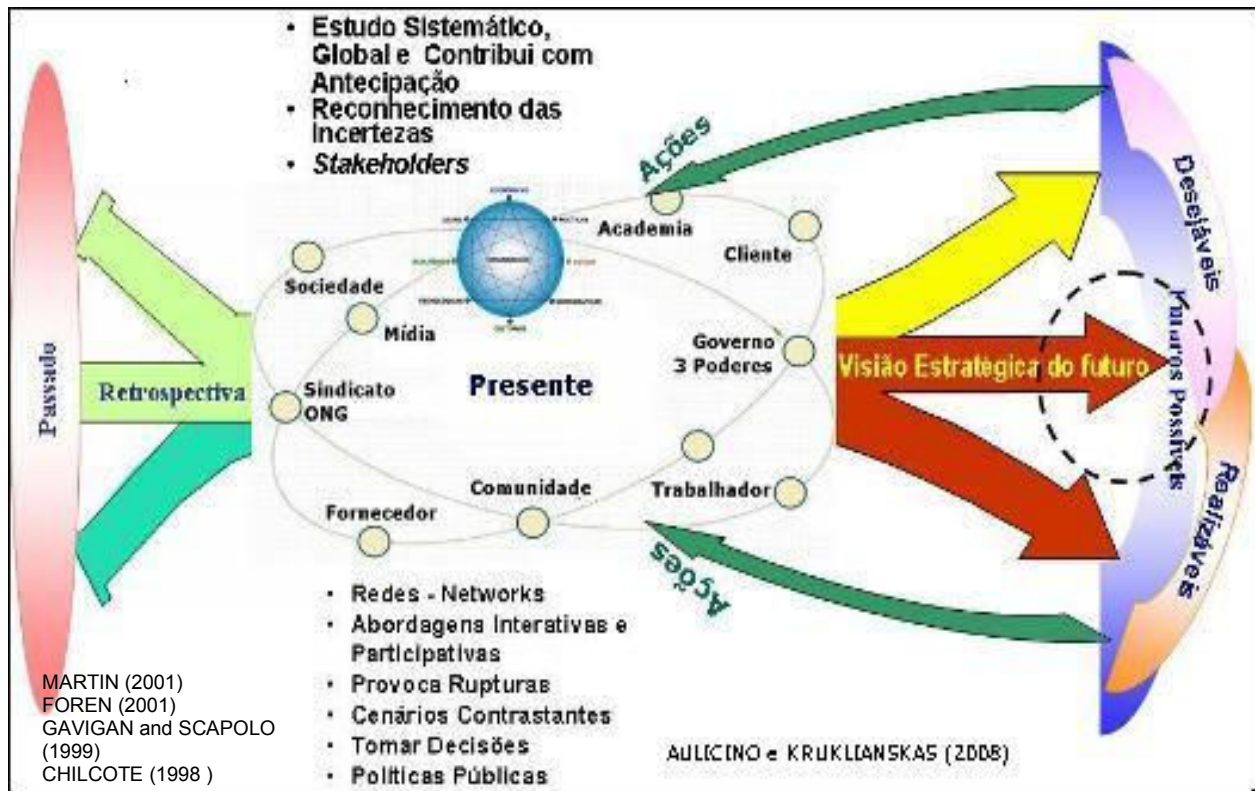 • Estudo Sistemático,
Global e Contribui com
Antecipação
• Reconhecimento das
Incertezas
• Stakeholders
Passado
Retrospectiva
Ações
Academia
Cliente
Sociedade
Mídia
Governo
3 Poderes
Presente
Sindicato
ONG
Comunidade
Trabalhador
Fornecedor
Visão Estratégica do futuro
Desejáveis
Futuros Possíveis
Realizáveis
Ações
• Redes - Networks
• Abordagens Interativas e
Participativas
• Provoca Rupturas
• Cenários Contrastantes
• Tomar Decisões
• Políticas Públicas
MARTIN (2001)
FOREN (2001)
GAVIGAN and SCAPOLO
(1999)
CHILCOTE (1998 )
AULICINO e KRUKLIANSKAS (2008)